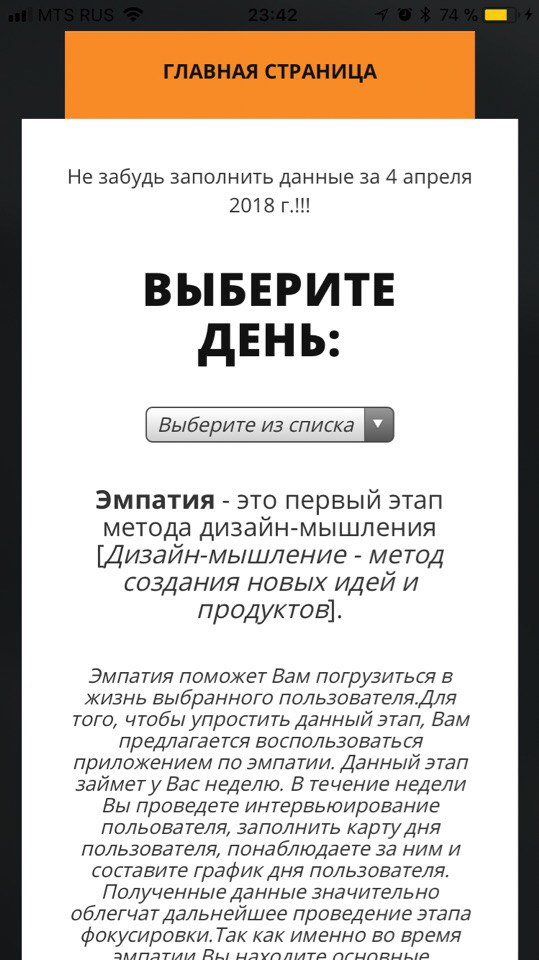 MTS RUS 23:42 74 %
ГЛАВНАЯ СТРАНИЦА
Не забудь заполнить данные за 4 апреля
2018 г.!!!
ВЫБЕРИТЕ
ДЕНЬ:
Выберите из списка
Эмпатия - это первый этап
метода дизайн-мышления
[Дизайн-мышление - метод
создания новых идей и
продуктов].
Эмпатия поможет Вам погрузиться в
жизнь выбранного пользователя.Для
того, чтобы упростить данный этап, Вам
предлагается воспользоваться
приложением по эмпатии. Данный этап
займет у Вас неделю. В течение недели
Вы проведете интервьюирование
польователя, заполнить карту дня
пользователя, понаблюдаете за ним и
составите график дня пользователя.
Полученные данные значительно
облегчат дальнейшее проведение этапа
фокусировки.Так как именно во время
эмпатии Вы находите основные